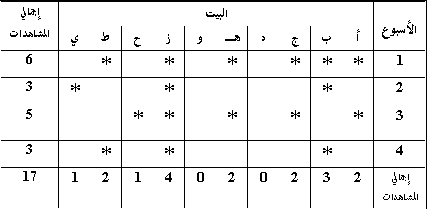 الأسبوع البيت إجمالي المشاهدات
أ ب ج ه هـ و ز ح ط ي
1 * * * * * * 6
2 * * * 3
3 * * * * * 5
4 * * * 3
إجمالي المشاهدات 2 3 2 0 2 0 4 1 2 1 17